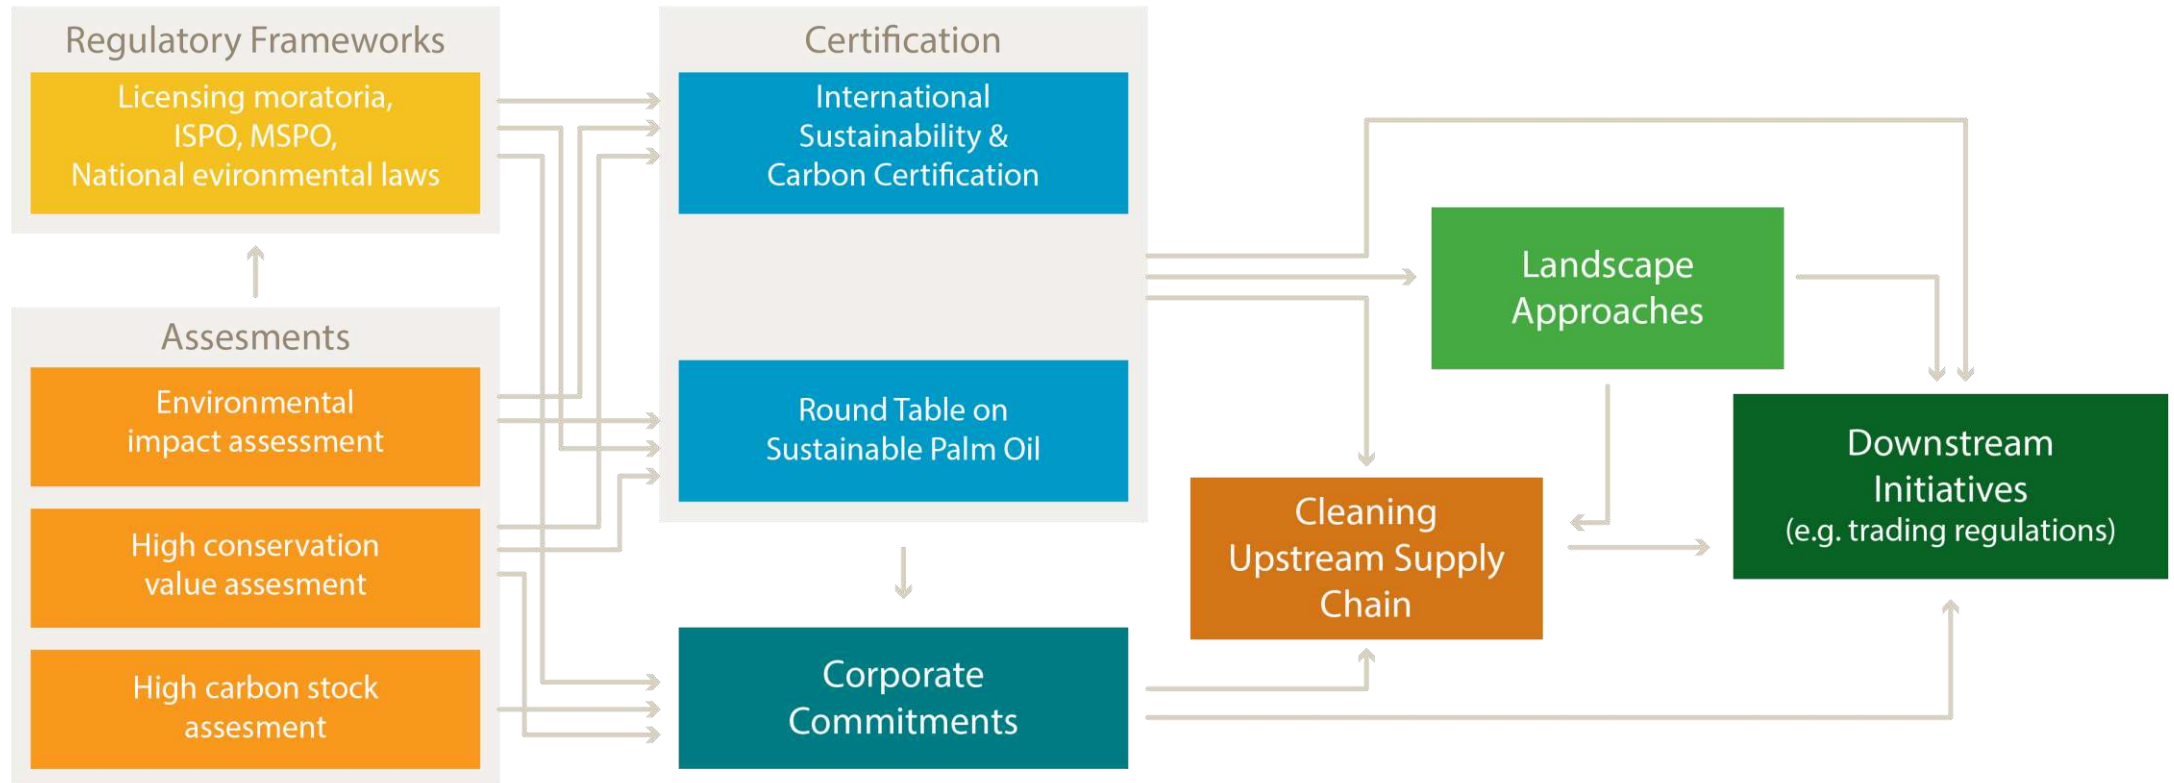 Regulatory Frameworks
Licensing moratoria,
ISPO, MSPO,
National evironmental laws
Assesments
Environmental
impact assessment
High conservation
value assesment
High carbon stock
assesment
Certification
International
Sustainability &
Carbon Certification
Round Table on
Sustainable Palm Oil
Corporate
Commitments
Landscape
Approaches
Cleaning
Upstream Supply
Chain
Downstream
Initiatives
(e.g. trading regulations)